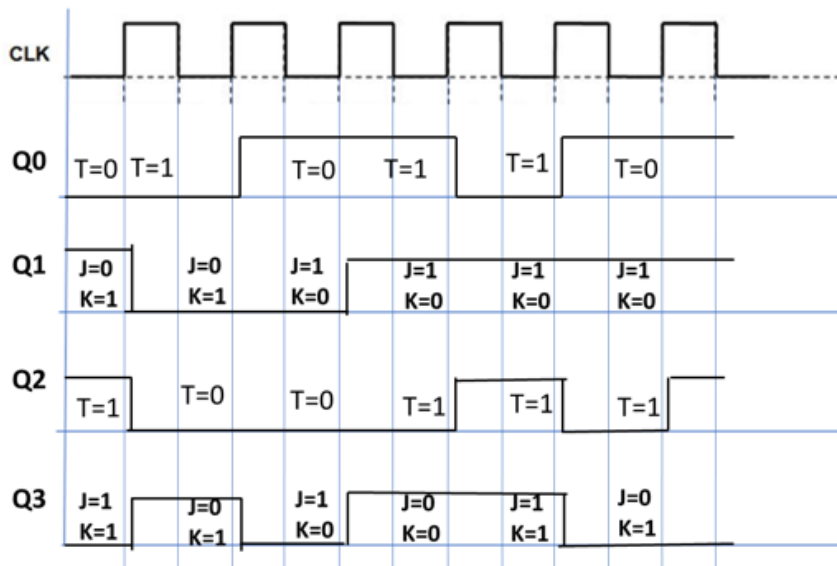 CLK
Q0
T=0 T=1 T=0 T=1 T=1 T=0
Q1
J=0 J=0 J=1 J=1 J=1 J=1
K=1 K=1 K=0 K=0 K=0 K=0
Q2
T=1 T=0 T=0 T=1 T=1 T=1
Q3
J=1 J=0 J=1 J=0 J=1 J=0
K=1 K=1 K=0 K=0 K=1 K=1